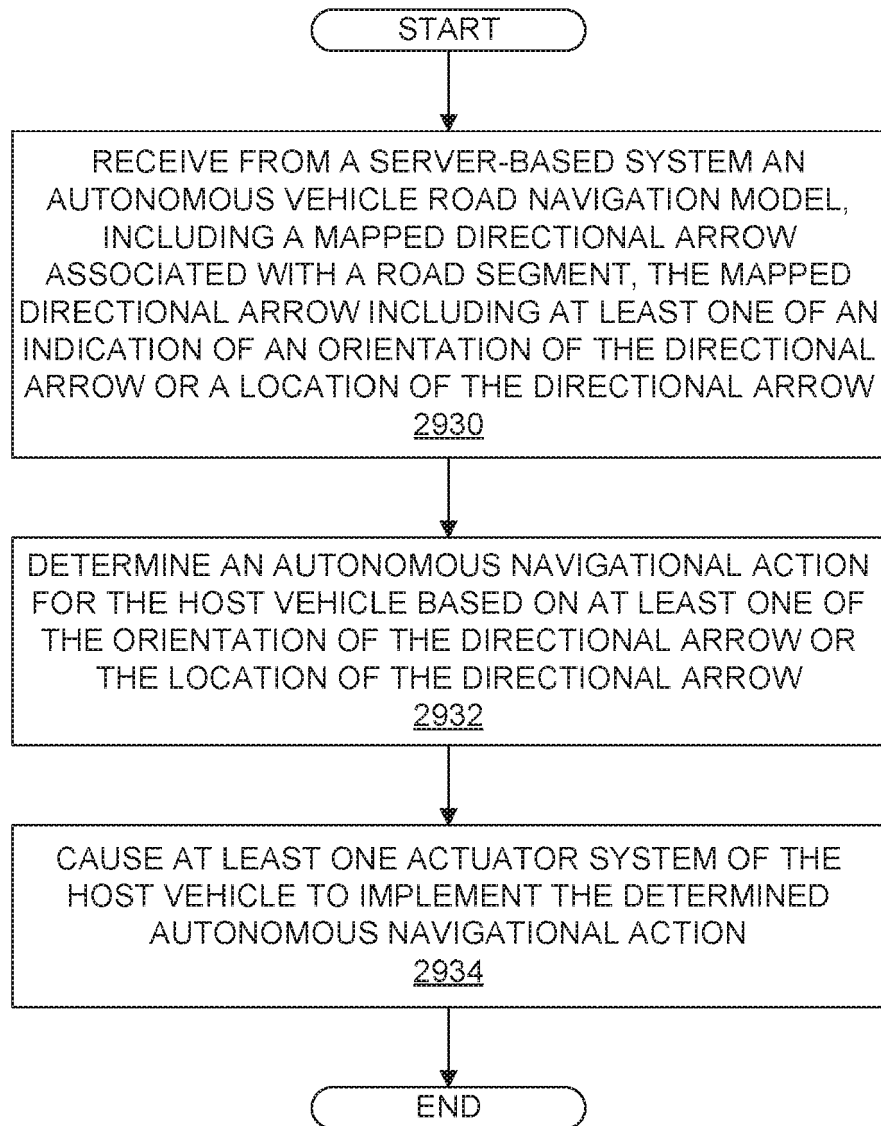 START
RECEIVE FROM A SERVER-BASED SYSTEM AN
AUTONOMOUS VEHICLE ROAD NAVIGATION MODEL,
INCLUDING A MAPPED DIRECTIONAL ARROW
ASSOCIATED WITH A ROAD SEGMENT, THE MAPPED
DIRECTIONAL ARROW INCLUDING AT LEAST ONE OF AN
INDICATION OF AN ORIENTATION OF THE DIRECTIONAL
ARROW OR A LOCATION OF THE DIRECTIONAL ARROW
2930
DETERMINE AN AUTONOMOUS NAVIGATIONAL ACTION
FOR THE HOST VEHICLE BASED ON AT LEAST ONE OF
THE ORIENTATION OF THE DIRECTIONAL ARROW OR
THE LOCATION OF THE DIRECTIONAL ARROW
2932
CAUSE AT LEAST ONE ACTUATOR SYSTEM OF THE
HOST VEHICLE TO IMPLEMENT THE DETERMINED
AUTONOMOUS NAVIGATIONAL ACTION
2934
END